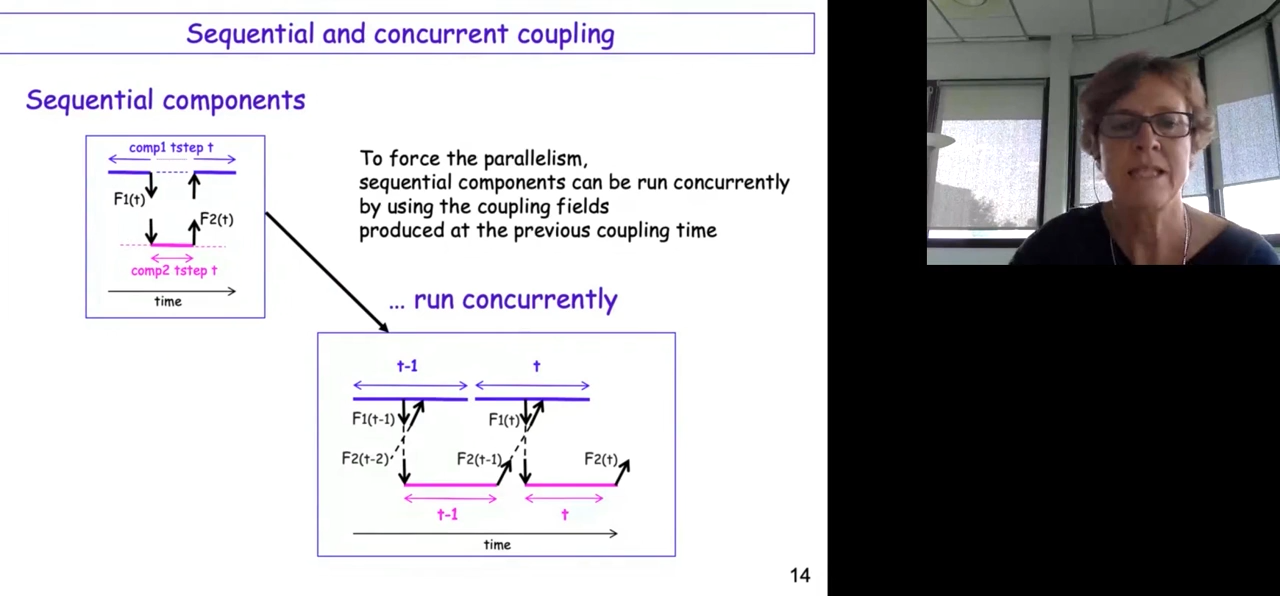 Sequential and concurrent coupling
Sequential components
comp1 tstep t
F1(t)
F2(t)
comp2 tstep t
time
To force the parallelism,
sequential components can be run concurrently
by using the coupling fields
produced at the previous coupling time
... run concurrently
t-1 t
F1(t-1) F1(t)
F2(t-2) F2(t-1) F2(t)
t-1 t
time
14